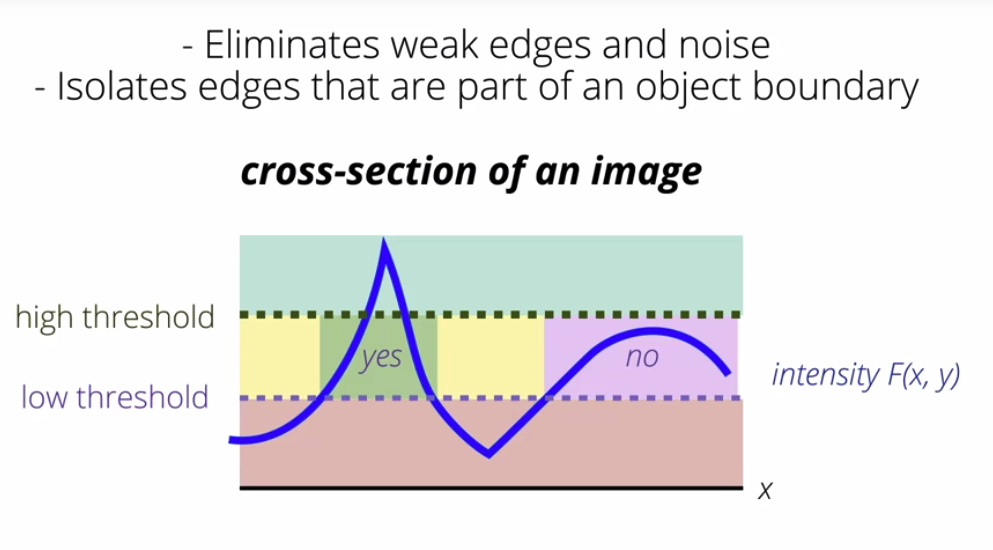 - Eliminates weak edges and noise
- Isolates edges that are part of an object boundary
cross-section of an image
high threshold
yes
no
intensity F(x, y)
low threshold
x